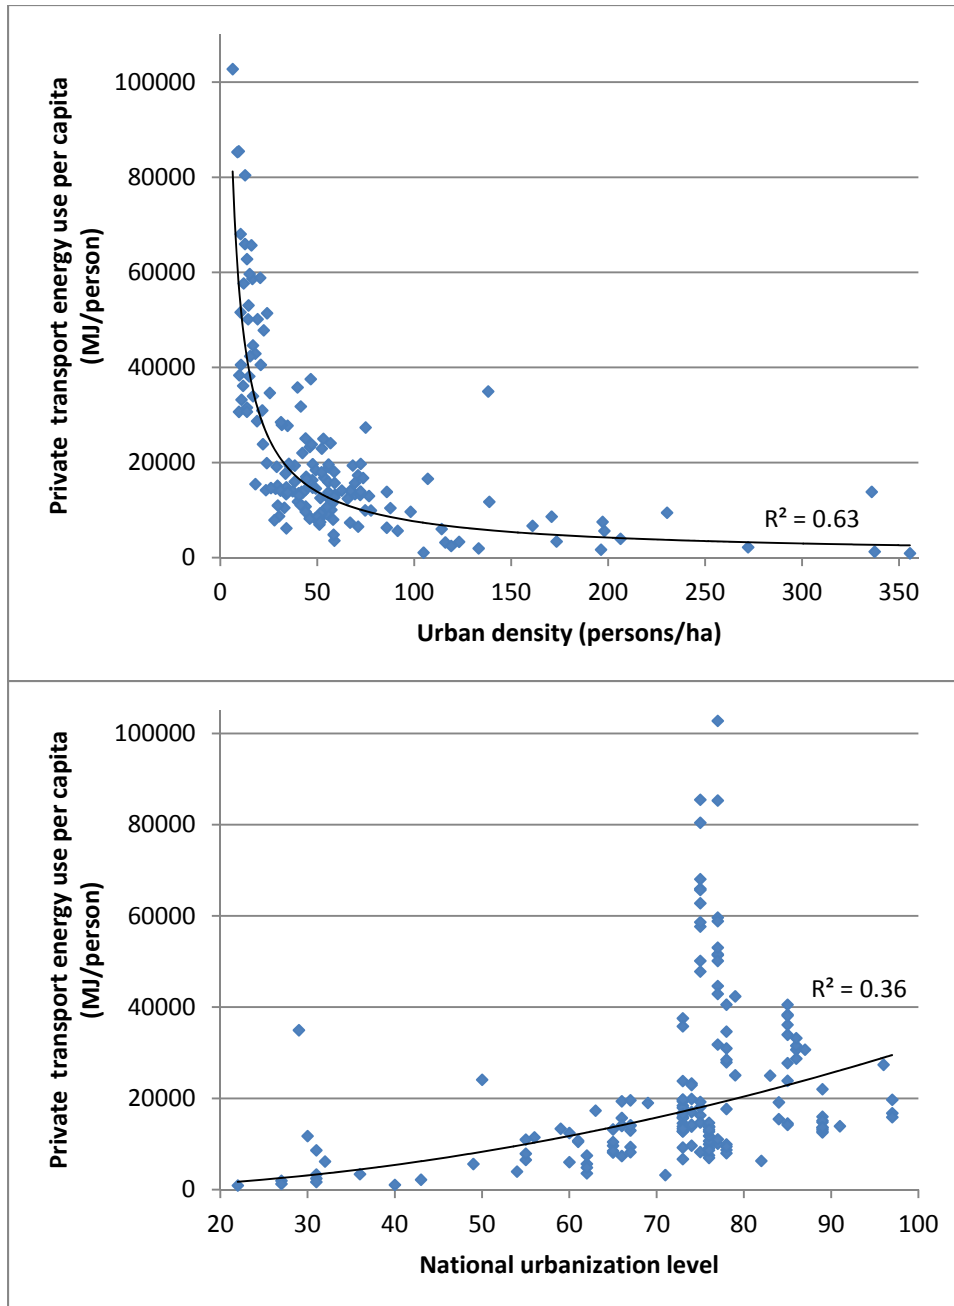 Private transport energy use per capita
(MJ/person)
100000
80000
60000
40000
20000
0
R² = 0.63
0 50 100 150 200 250 300 350
Urban density (persons/ha)
Private transport energy use per capita
(MJ/person)
100000
80000
60000
40000
20000
0
R² = 0.36
20 30 40 50 60 70 80 90 100
National urbanization level